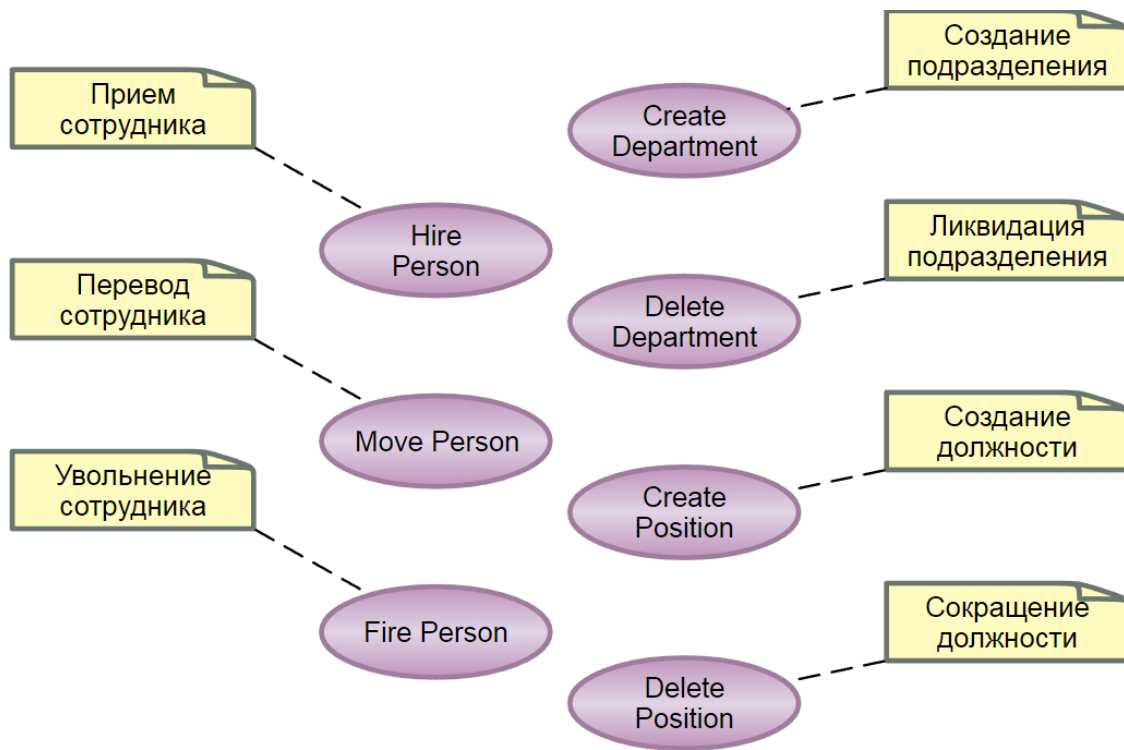 Прием
сотрудника
Hire
Person
Перевод
сотрудника
Move Person
Увольнение
сотрудника
Fire Person
Создание
подразделения
Create
Department
Ликвидация
подразделения
Delete
Department
Создание
должности
Create
Position
Сокращение
должности
Delete
Position